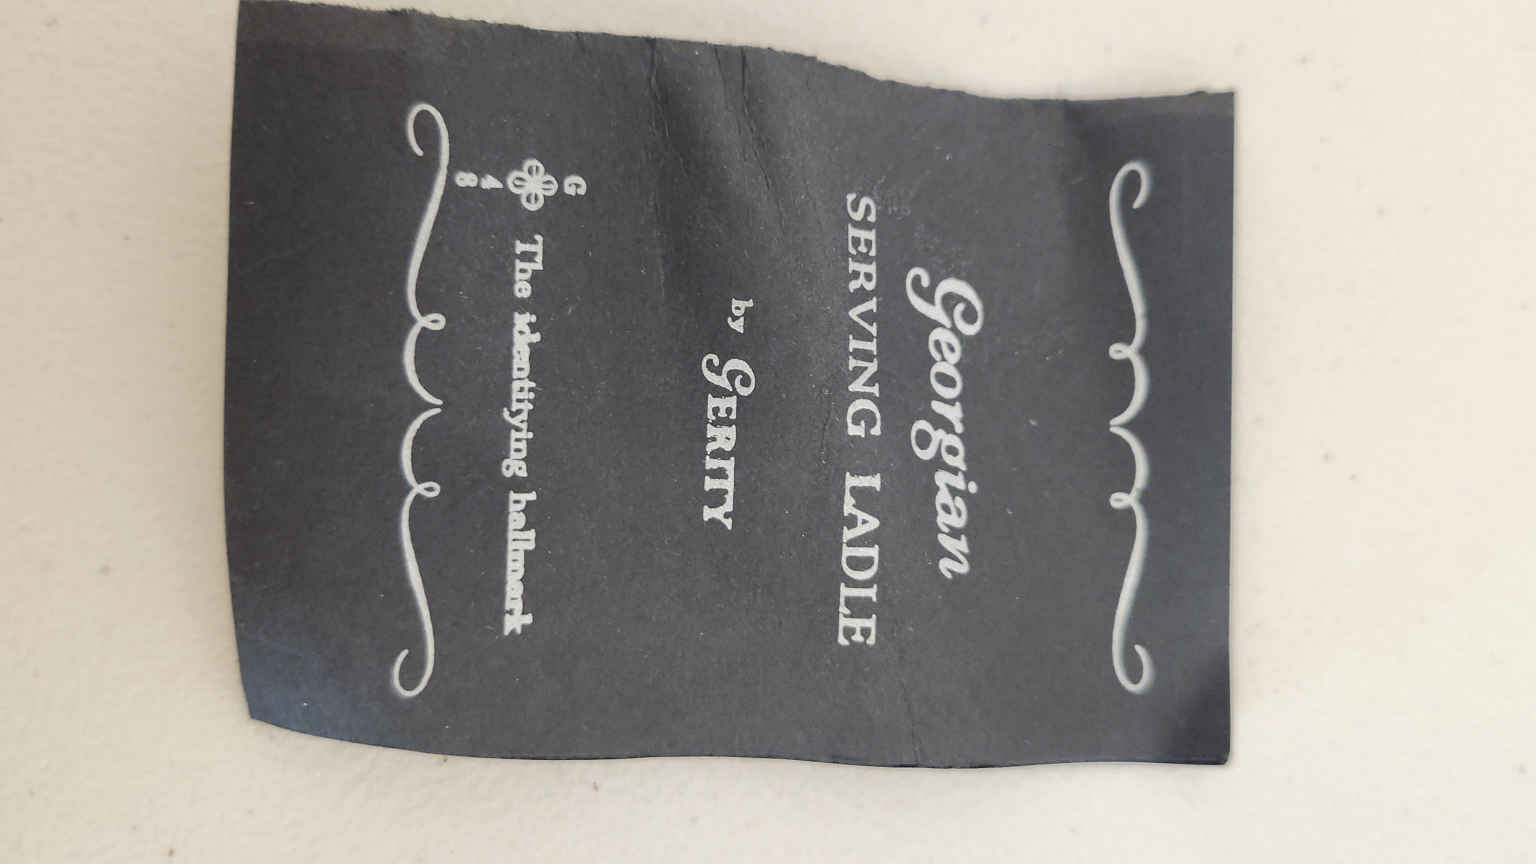 Georgian
SERVING LADLE
by GERITY
G
The identifying hallmark
4
8